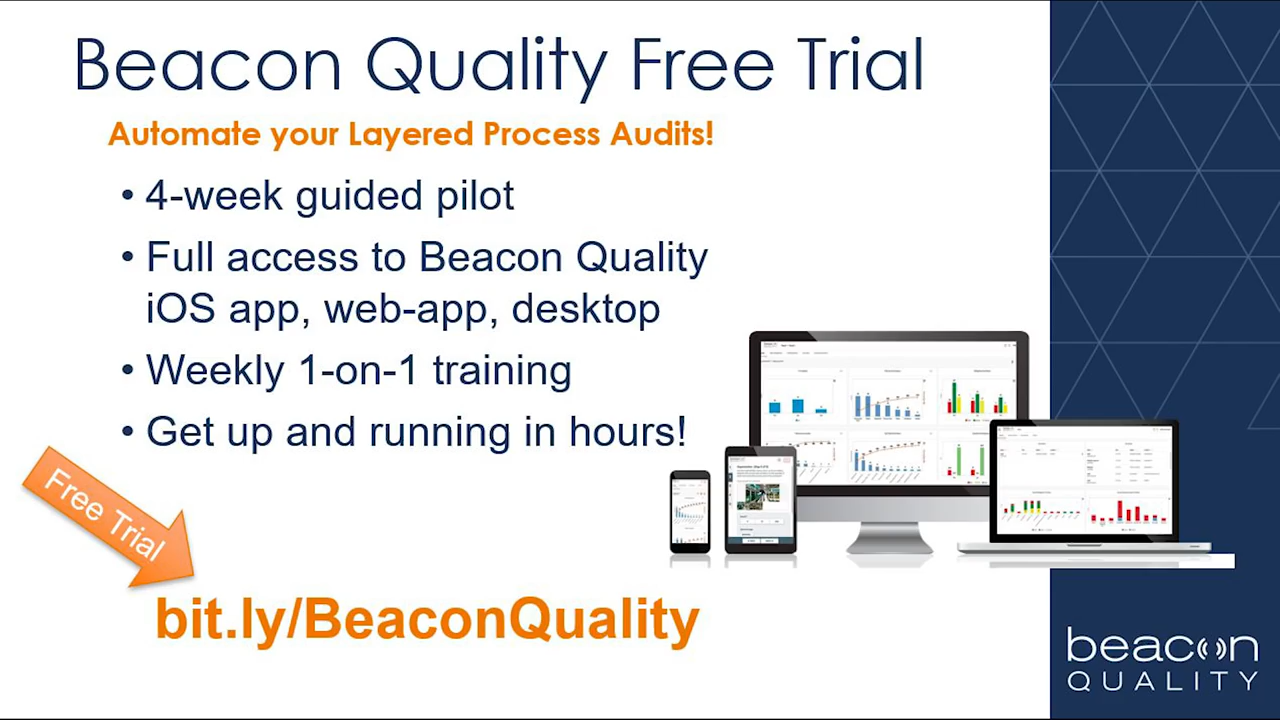 Beacon Quality Free Trial
Automate your Layered Process Audits!
• 4-week guided pilot
• Full access to Beacon Quality
iOS app, web-app, desktop
• Weekly 1-on-1 training
• Get up and running in hours!
Free Trial
bit.ly/BeaconQuality
beacon
QUALITY